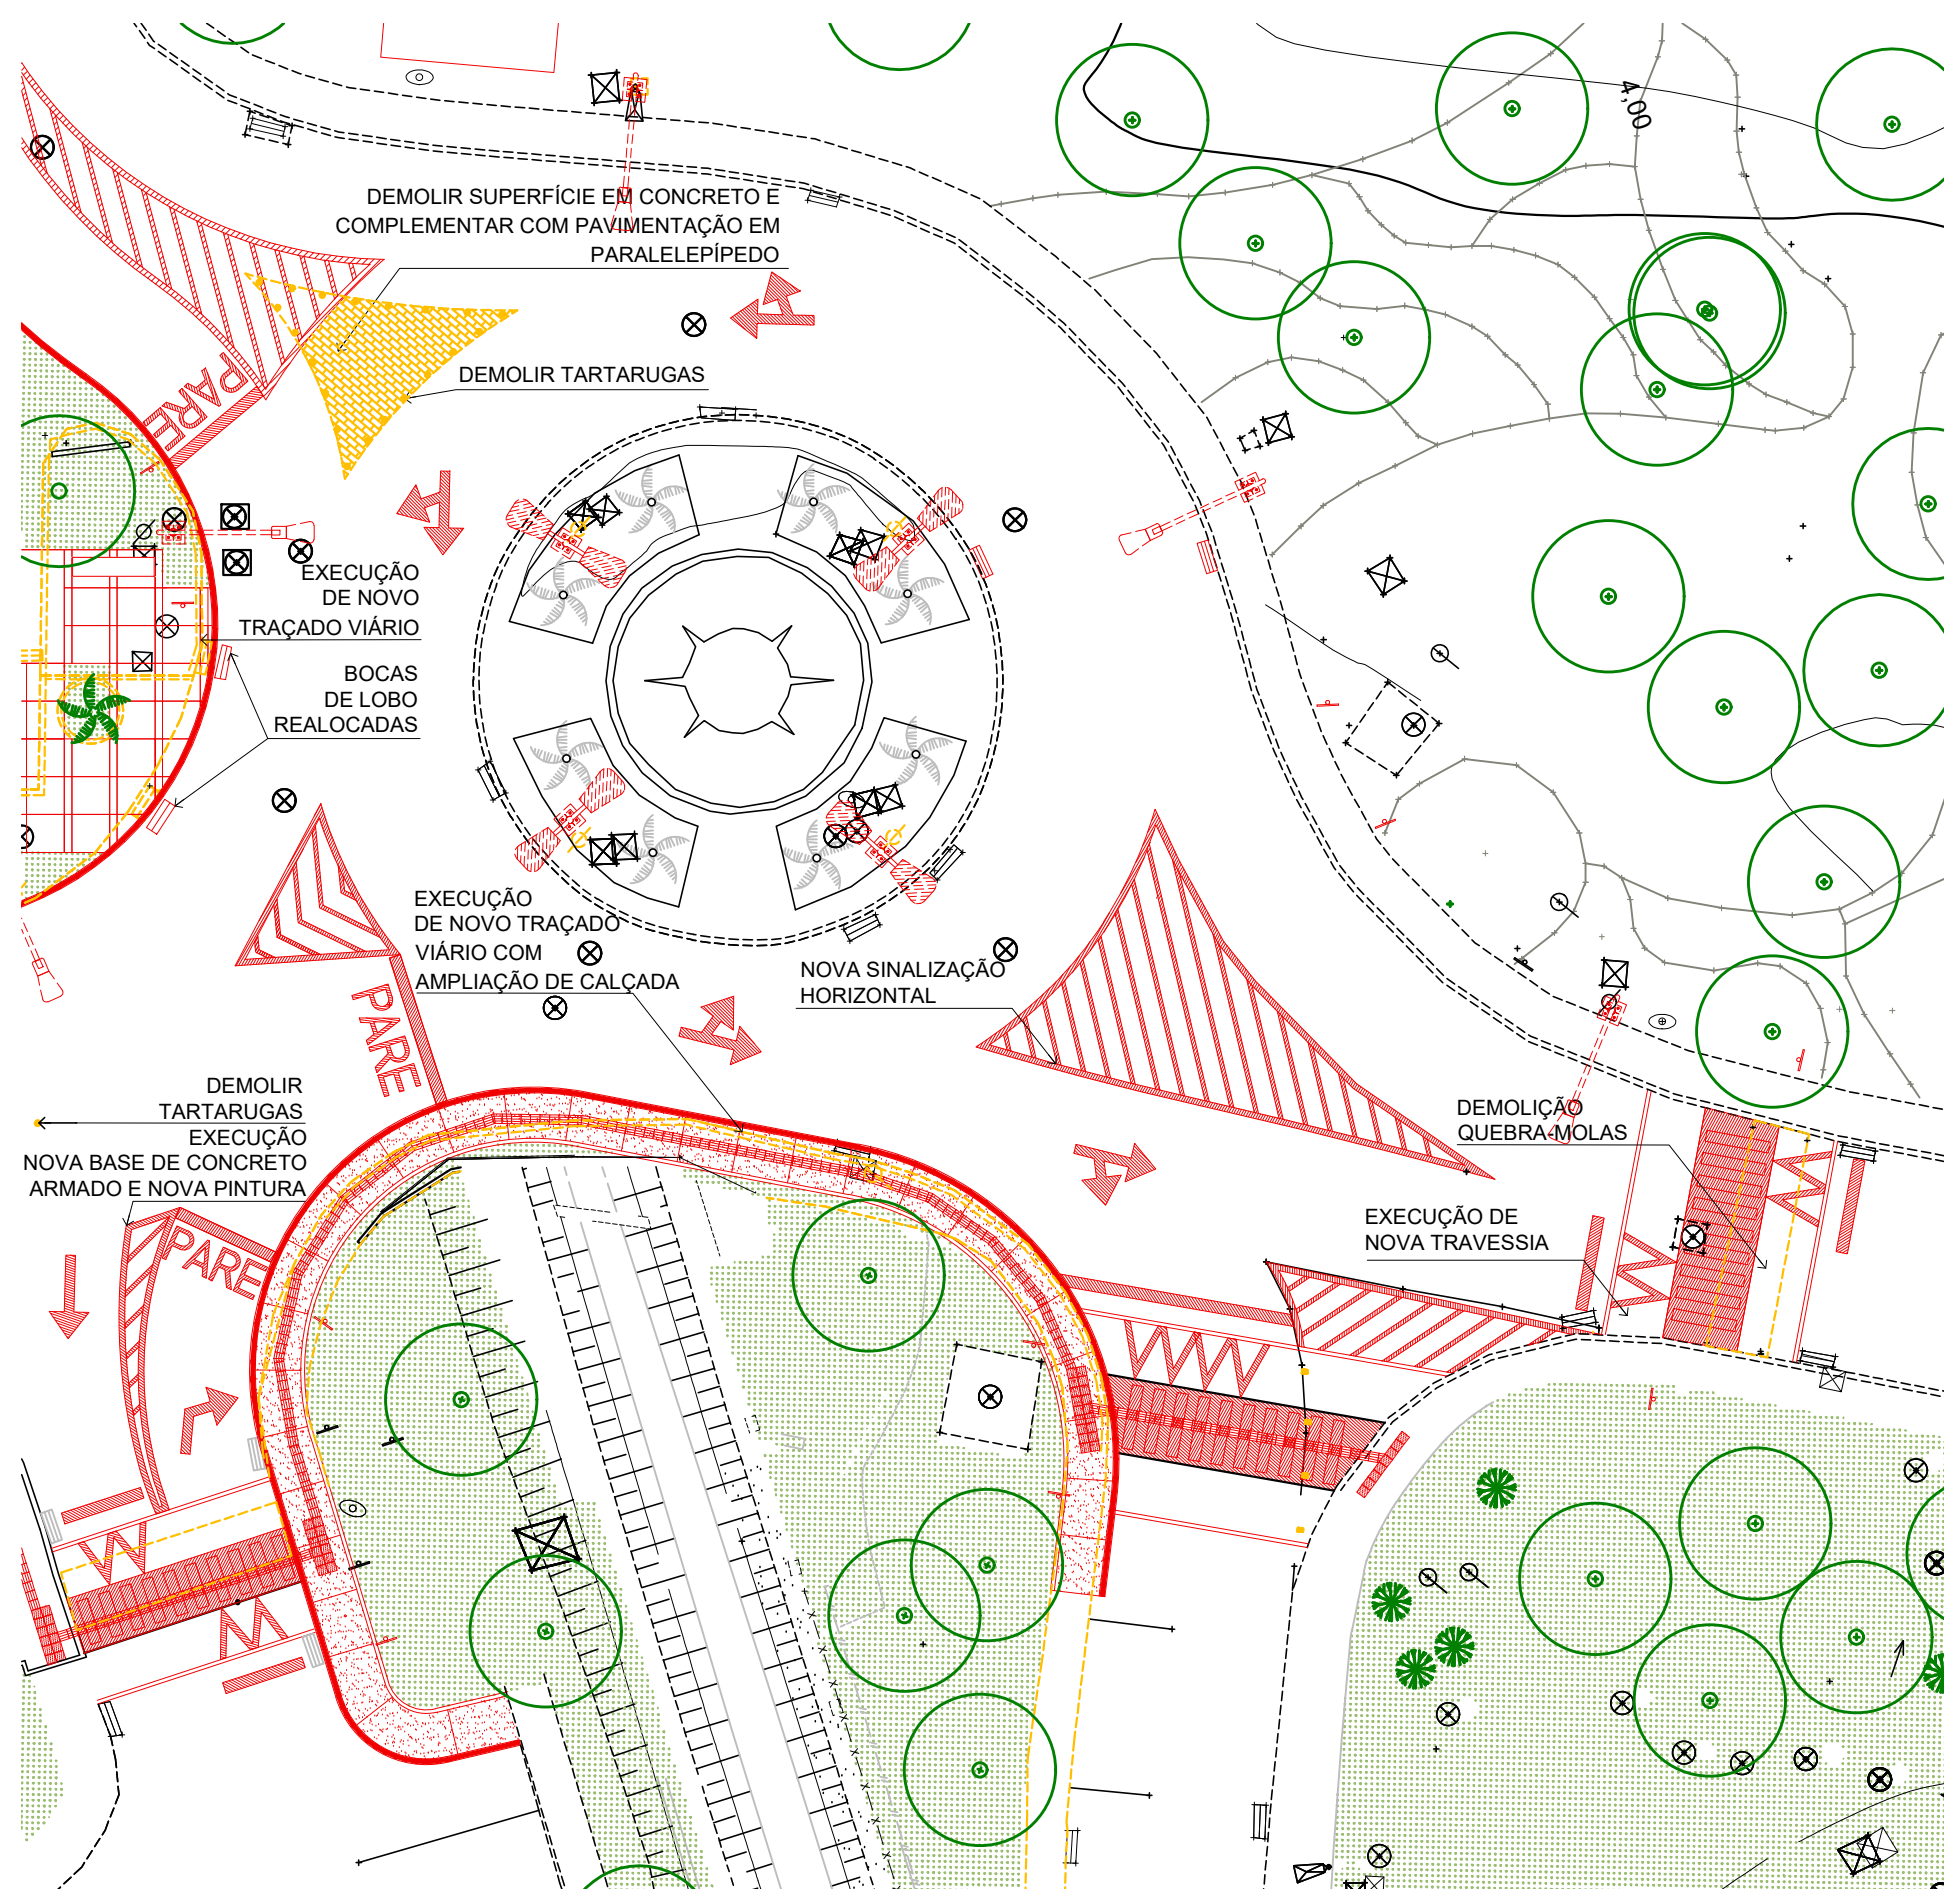 4,00
DEMOLIR SUPERFÍCIE EM CONCRETO E
COMPLEMENTAR COM PAVIMENTAÇÃO EM
PARALELEPÍPEDO
DEMOLIR TARTARUGAS
PARE
EXECUÇÃO
DE NOVO
TRAÇADO VIÁRIO
BOCAS
DE LOBO
REALOCADAS
EXECUÇÃO
DE NOVO TRAÇADO
VIÁRIO COM
AMPLIAÇÃO DE CALÇADA
NOVA SINALIZAÇÃO
HORIZONTAL
PARE
DEMOLIR
TARTARUGAS
EXECUÇÃO
NOVA BASE DE CONCRETO
ARMADO E NOVA PINTURA
PARE
DEMOLIÇÃO
QUEBRA-MOLAS
EXECUÇÃO DE
NOVA TRAVESSIA